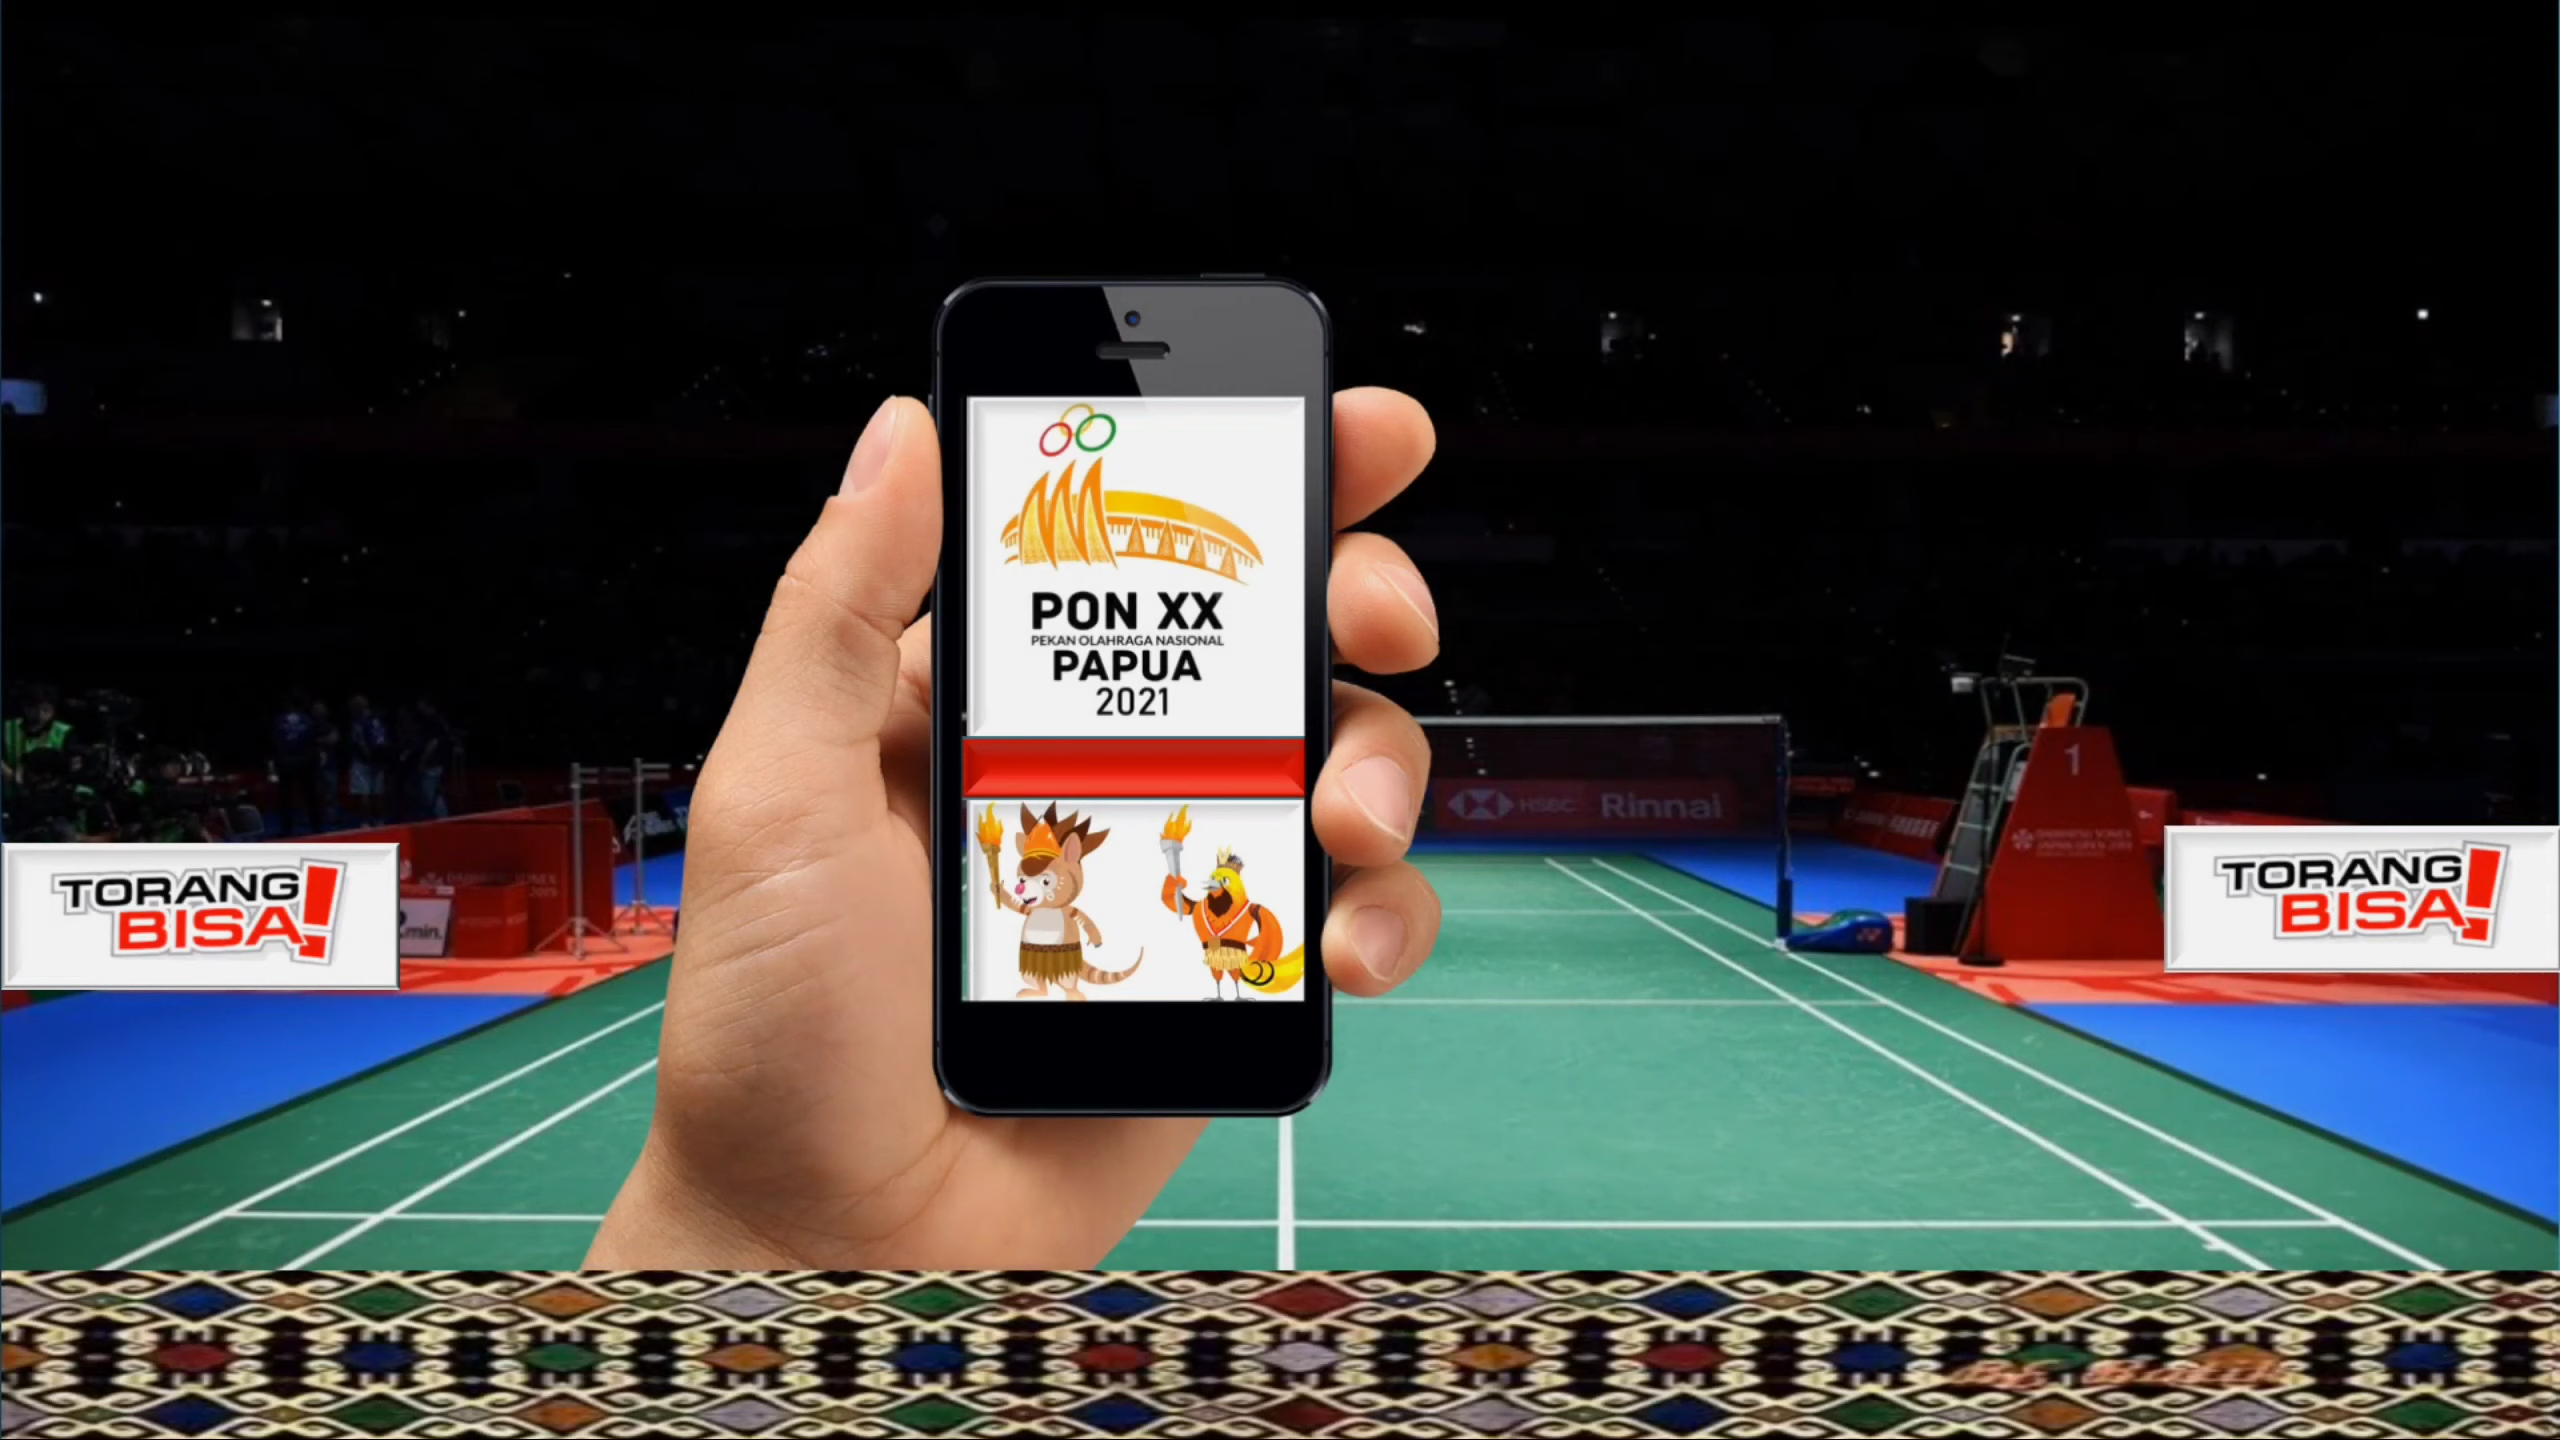 PON XX
PEKAN OLAHRAGA NASIONAL
PAPUA
2021
HSBC
Rinnai
1
TORANG
BISA!
TORANG
BISA!